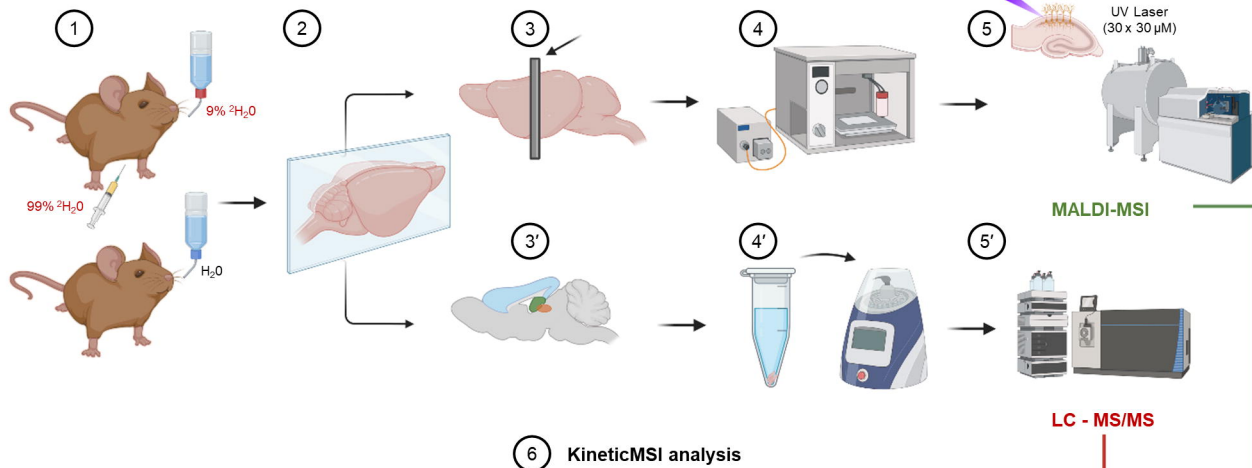 1
2
3
4
5
UV Laser
(30 x 30 µM)
9% ²H₂0
99% ²H₂0
MALDI-MSI
3′
4′
5′
H₂0
LC - MS/MS
6 KineticMSI analysis